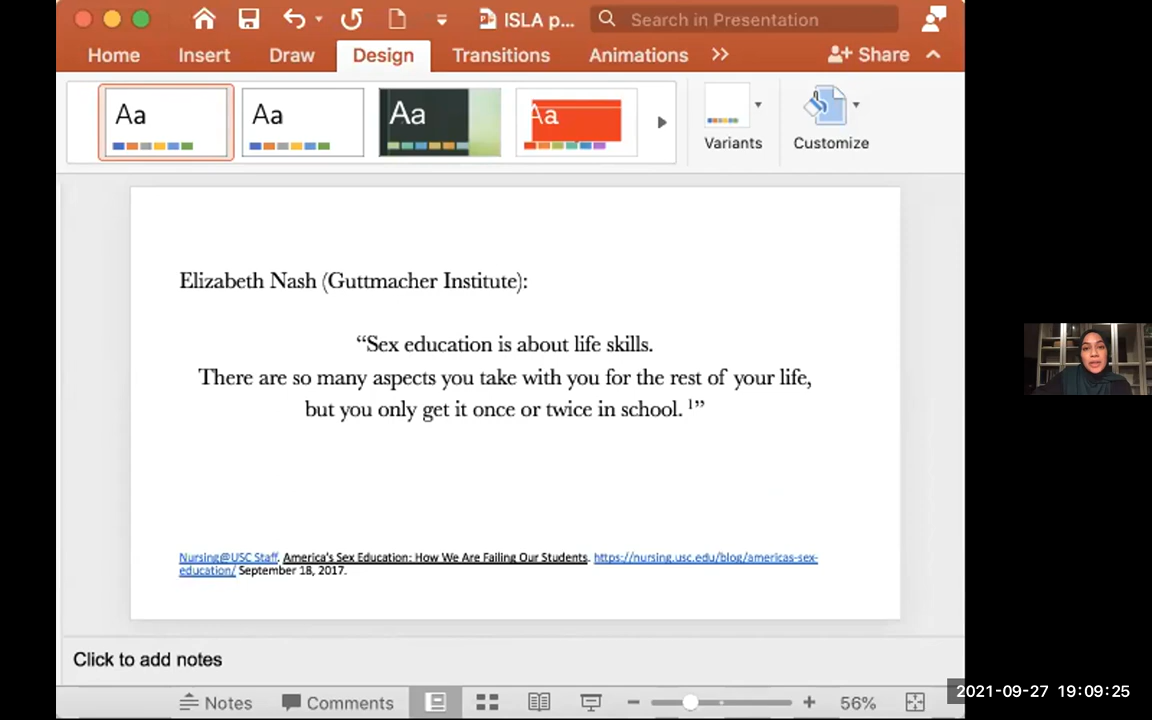 ISLA p...
Search in Presentation
Home
Insert
Draw
Design
Transitions
Animations
>>
Share
Aa
Aa
Aa
Aa
Variants
Customize
Elizabeth Nash (Guttmacher Institute):
“Sex education is about life skills.
There are so many aspects you take with you for the rest of your life,
but you only get it once or twice in school. ¹”
Nursing@USC Staff. America’s Sex Education: How We Are Failing Our Students. https://nursing.usc.edu/blog/americas-sex-
education/ September 18, 2017.
Click to add notes
Notes
Comments
56%
2021-09-27 19:09:25